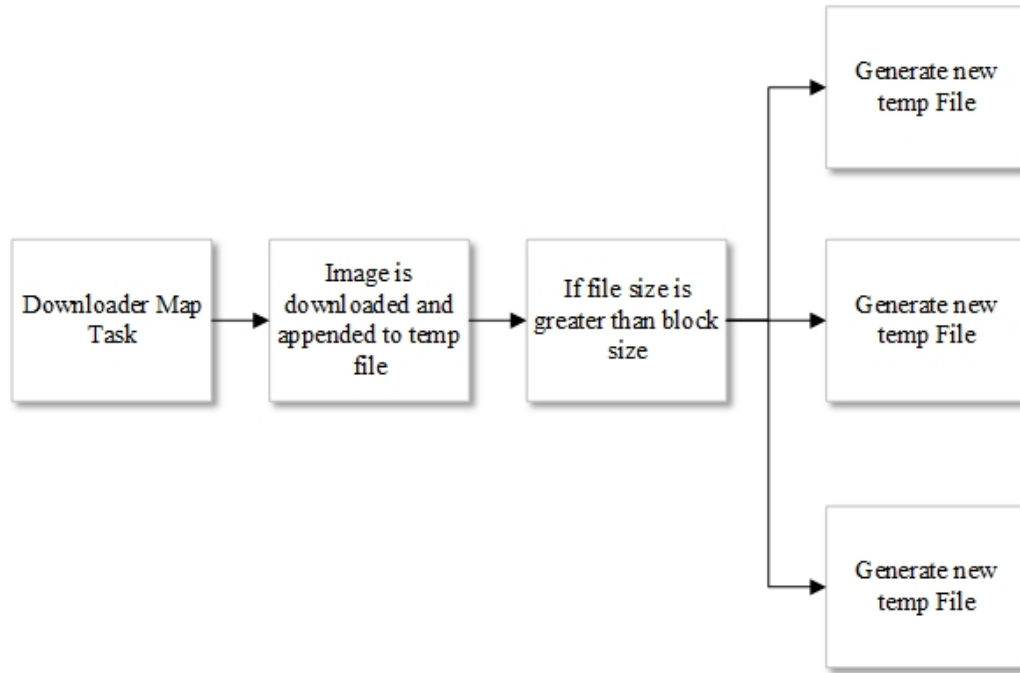 Downloader Map
Task
Image is
downloaded and
appended to temp
file
If file size is
greater than block
size
Generate new
temp File
Generate new
temp File
Generate new
temp File